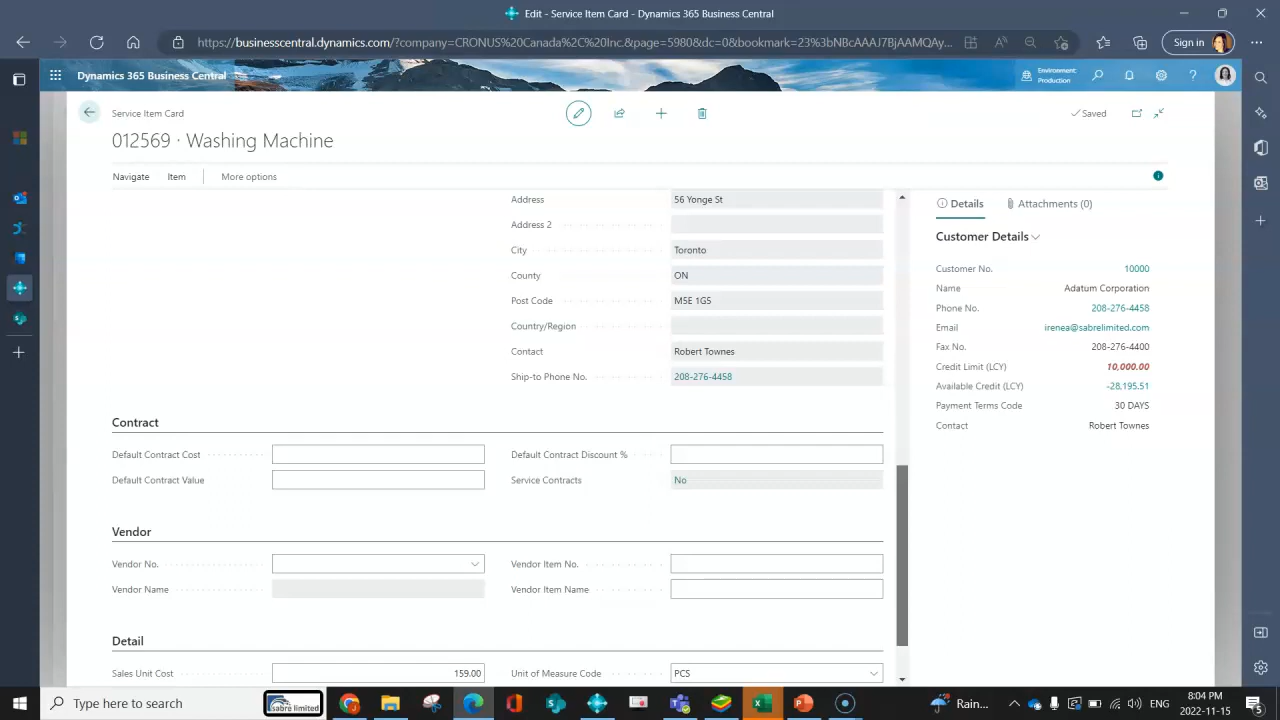 Edit - Service Item Card - Dynamics 365 Business Central
https://businesscentral.dynamics.com/?company=CRONUS%20Canada%2C%20Inc.&page=5980&dc=0&bookmark=23%3bNBcAAAJ7BjAAMQAy...
Sign in
Dynamics 365 Business Central
Environment:
Production
Service Item Card
Saved
012569 · Washing Machine
Navigate
Item
More options
Address
56 Yonge St
Address 2
City
Toronto
County
ON
Post Code
M5E 1G5
Country/Region
Contact
Robert Townes
Ship-to Phone No.
208-276-4458
Contract
Default Contract Cost
Default Contract Discount %
Default Contract Value
Service Contracts
No
Vendor
Vendor No.
Vendor Item No.
Vendor Name
Vendor Item Name
Detail
Sales Unit Cost
159.00
Unit of Measure Code
PCS
Details
Attachments (0)
Customer Details
Customer No.
10000
Name
Adatum Corporation
Phone No.
208-276-4458
Email
irenea@sabrelimited.com
Fax No.
208-276-4400
Credit Limit (LCY)
10,000.00
Available Credit (LCY)
-28,195.51
Payment Terms Code
30 DAYS
Contact
Robert Townes
Type here to search
sabre limited
Rain...
ENG
8:04 PM
2022-11-15
5